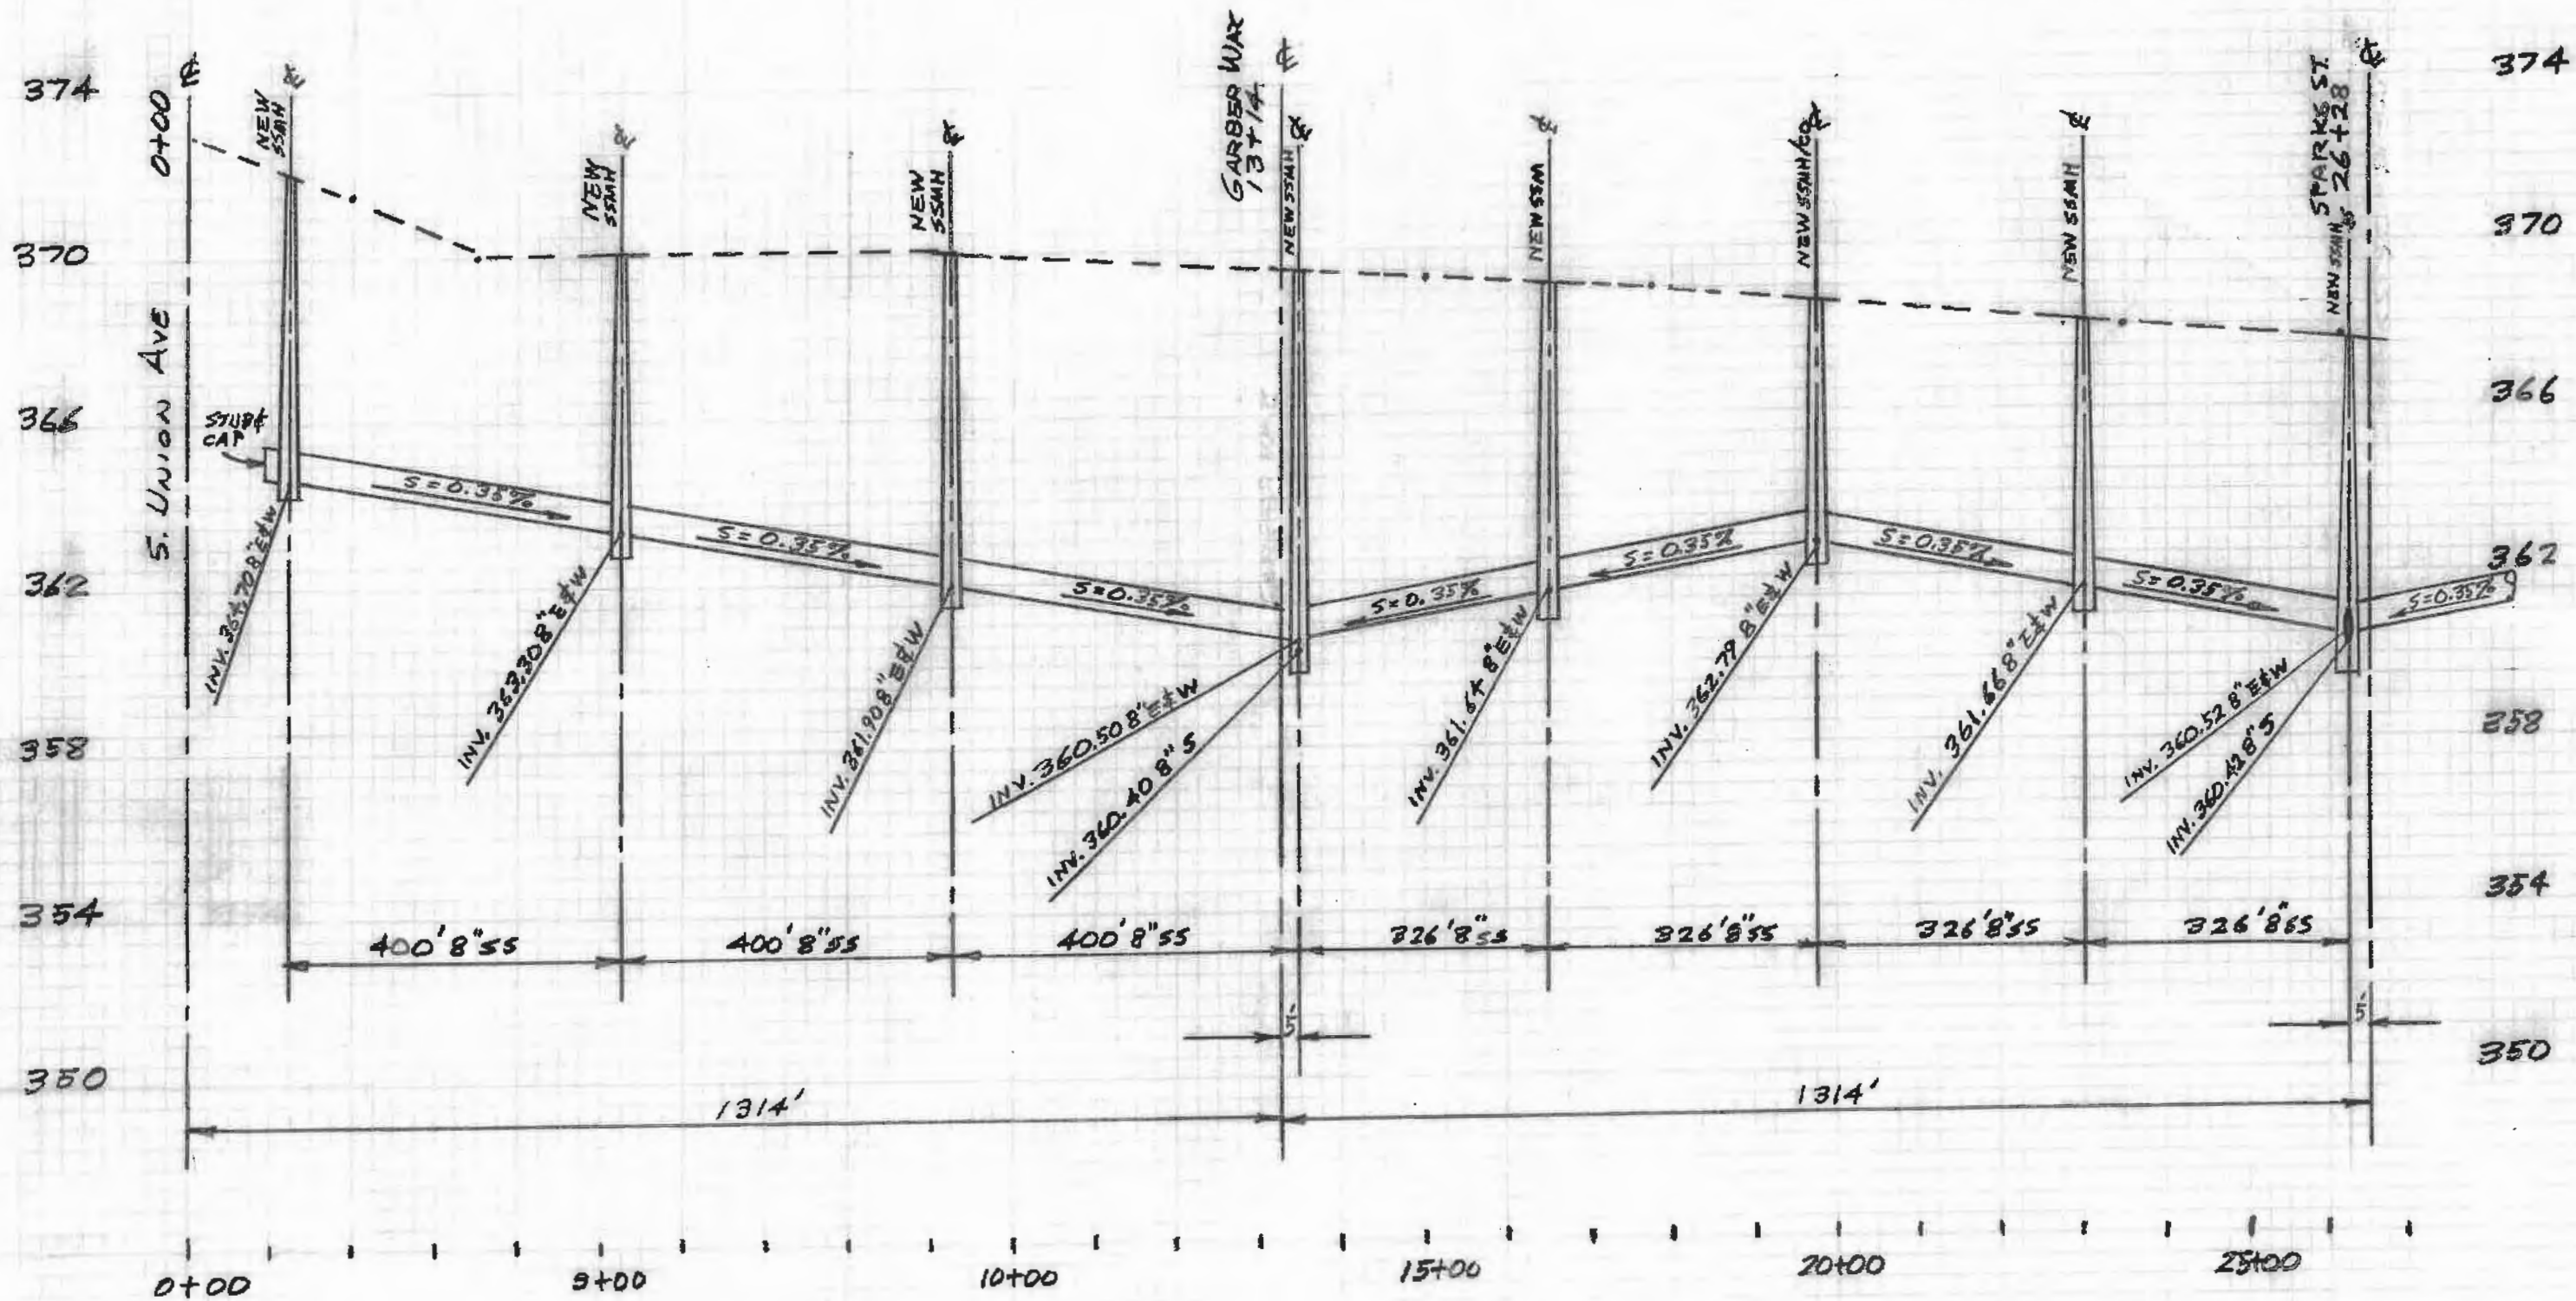 374
370
366
362
358
354
350
S. UNION AVE 0+00
NEW
SSMH
STUB &
CAP
S=0.35%
INV. 364.70 8" E&W
NEW
SSMH
INV. 363.30 8" E&W
S=0.35%
NEW
SSMH
INV. 361.90 8" E&W
S=0.35%
GARBER WAY
13+14
NEW SSMH
INV. 360.50 8" E&W
INV. 360.40 8" S
S=0.35%
NEW SSM
INV. 361.64 8" E&W
S=0.35%
NEW SSMH/CO
INV. 362.79 8" E&W
S=0.35%
NEW SSMH
INV. 361.66 8" E&W
S=0.35%
SPARKS ST.
26+28
NEW SSMH
INV. 360.52 8" E&W
INV. 360.42 8" S
S=0.35%
374
370
366
362
358
354
350
400' 8" SS
400' 8" SS
400' 8" SS
326' 8" SS
326' 8" SS
326' 8" SS
326' 8" SS
5'
5'
1314'
1314'
0+00
5+00
10+00
15+00
20+00
25+00